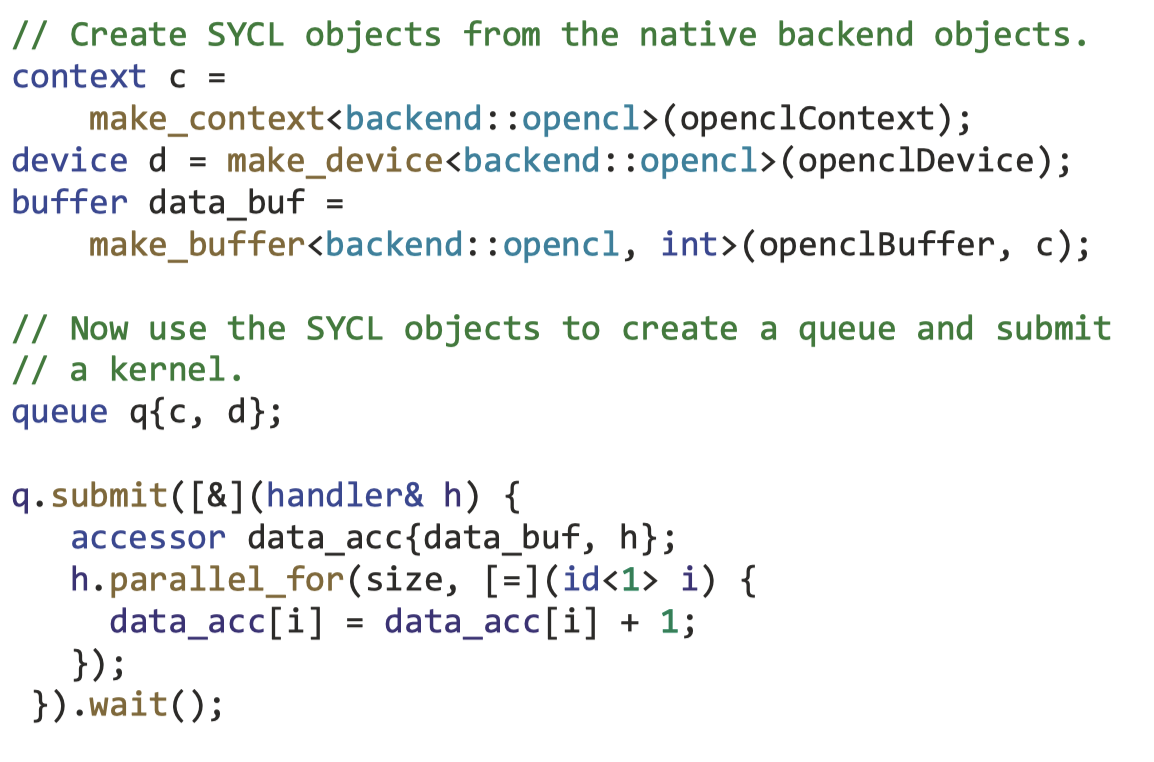 // Create SYCL objects from the native backend objects.
context c =
    make_context<backend::opencl>(openclContext);
device d = make_device<backend::opencl>(openclDevice);
buffer data_buf =
    make_buffer<backend::opencl, int>(openclBuffer, c);

// Now use the SYCL objects to create a queue and submit
// a kernel.
queue q{c, d};

q.submit([&](handler& h) {
   accessor data_acc{data_buf, h};
   h.parallel_for(size, [=](id<1> i) {
     data_acc[i] = data_acc[i] + 1;
   });
 }).wait();